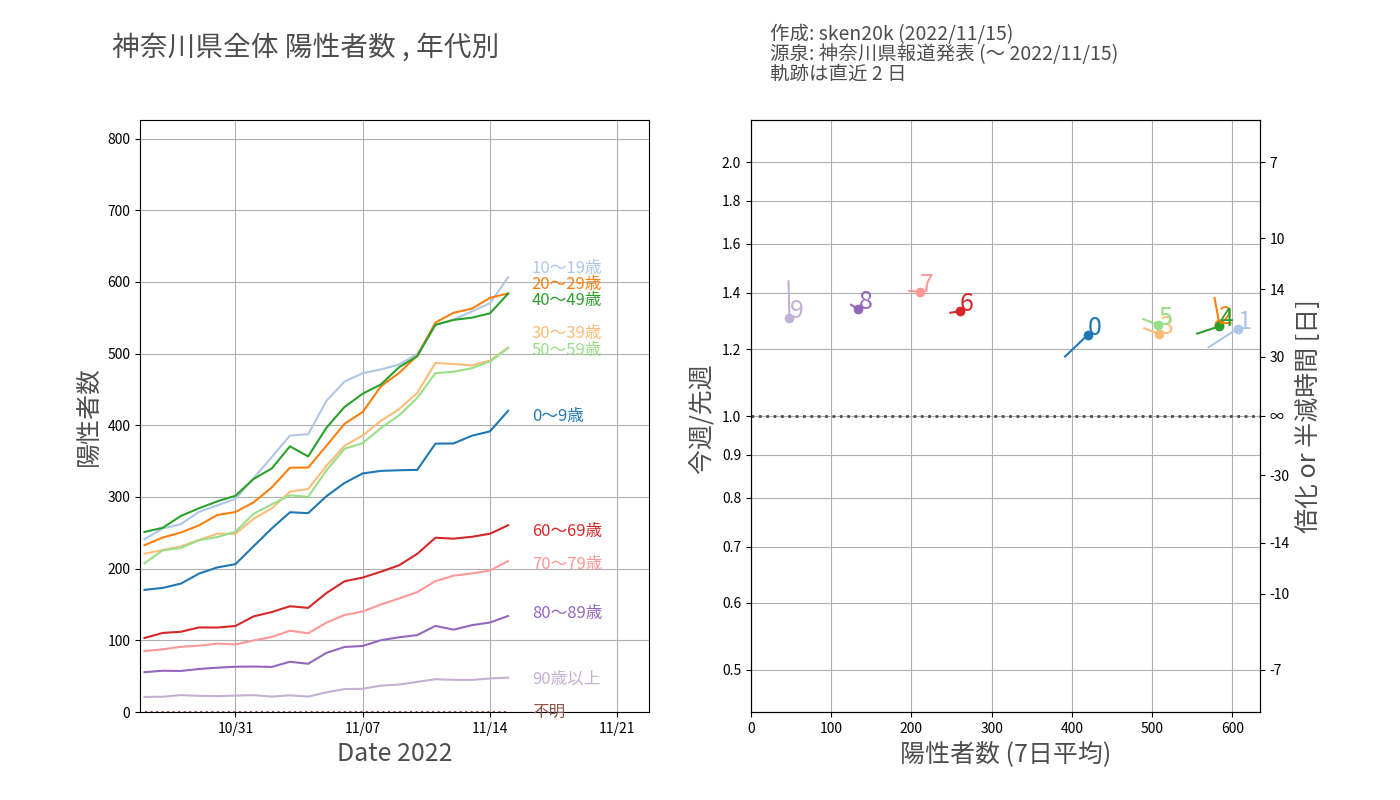 神奈川県全体 陽性者数 , 年代別
作成: sken20k (2022/11/15)
源泉: 神奈川県報道発表 (～ 2022/11/15)
軌跡は直近 2 日
陽性者数
800
700
600
500
400
300
200
100
0
10～19歳
20～29歳
40～49歳
30～39歳
50～59歳
0～9歳
60～69歳
70～79歳
80～89歳
90歳以上
不明
10/31
11/07
11/14
11/21
Date 2022
今週/先週
2.0
1.8
1.6
1.4
1.2
1.0
0.9
0.8
0.7
0.6
0.5
9
8
7
6
0
5
3
2
4
1
7
10
14
30
∞
-30
-14
-10
-7
倍化 or 半減時間 [日]
0
100
200
300
400
500
600
陽性者数 (7日平均)